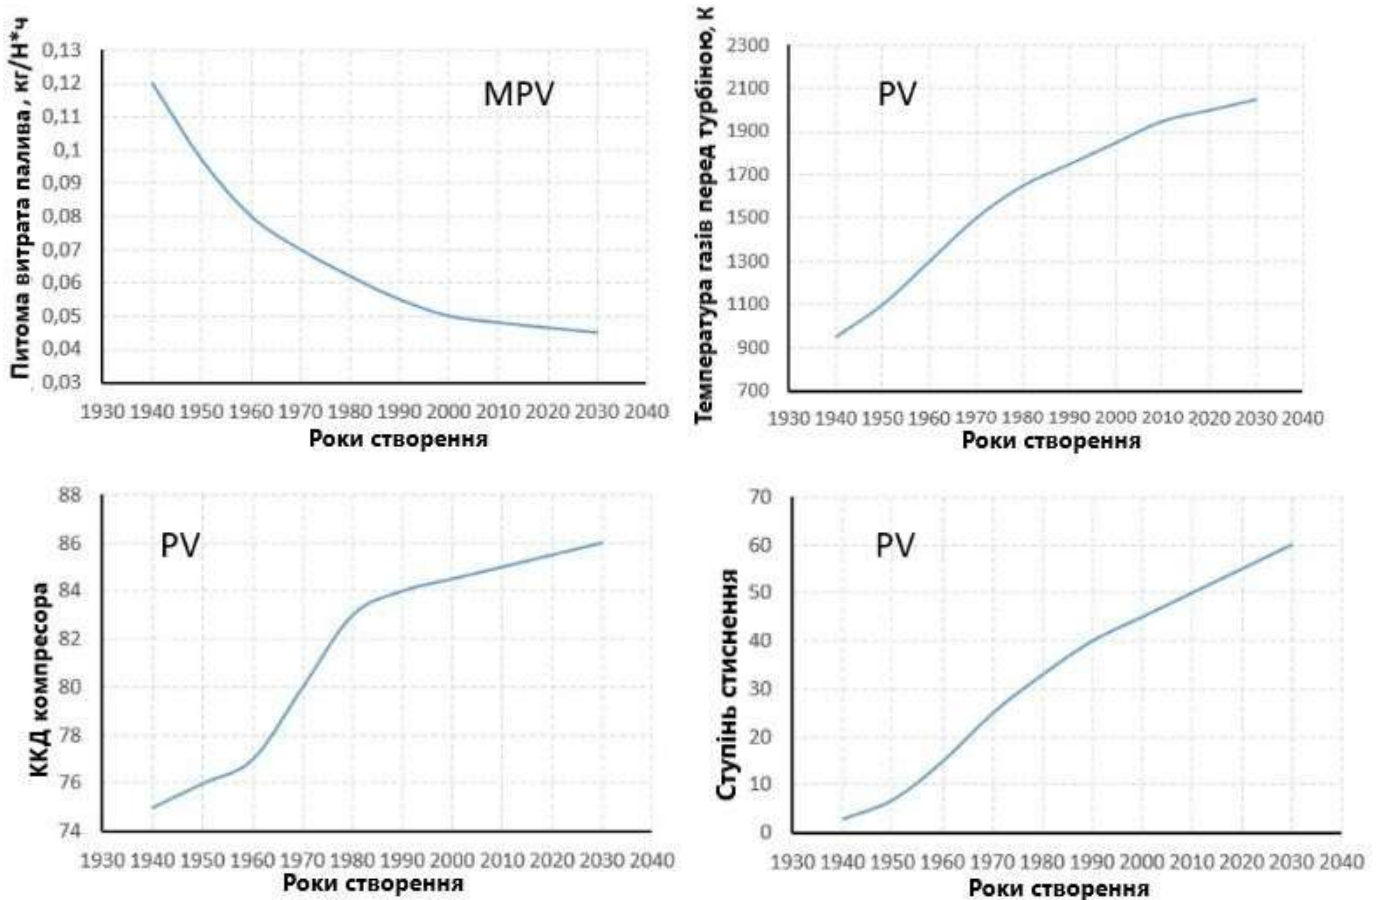 Питома витрата палива, кг/Н*ч
0,13
0,12
0,11
0,1
0,09
0,08
0,07
0,06
0,05
0,04
0,03
MPV
1930 1940 1950 1960 1970 1980 1990 2000 2010 2020 2030 2040
Роки створення
Температура газів перед турбіною, К
2300
2100
1900
1700
1500
1300
1100
900
700
PV
1930 1940 1950 1960 1970 1980 1990 2000 2010 2020 2030 2040
Роки створення
ККД компресора
88
86
84
82
80
78
76
74
PV
1930 1940 1950 1960 1970 1980 1990 2000 2010 2020 2030 2040
Роки створення
Ступінь стиснення
70
60
50
40
30
20
10
0
PV
1930 1940 1950 1960 1970 1980 1990 2000 2010 2020 2030 2040
Роки створення